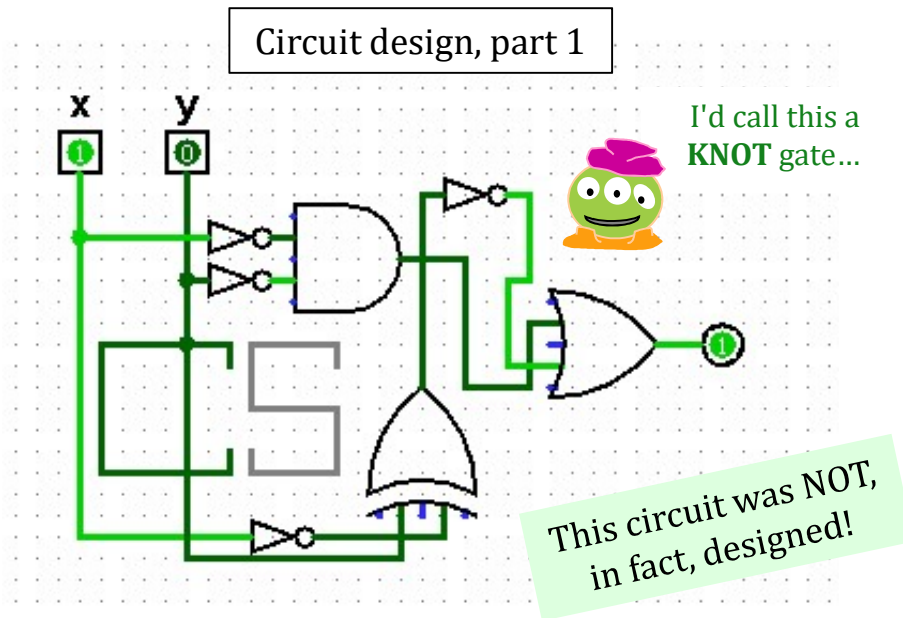 Circuit design, part 1
x y
1 0
I'd call this a
KNOT gate…
CS
1
This circuit was NOT,
in fact, designed!